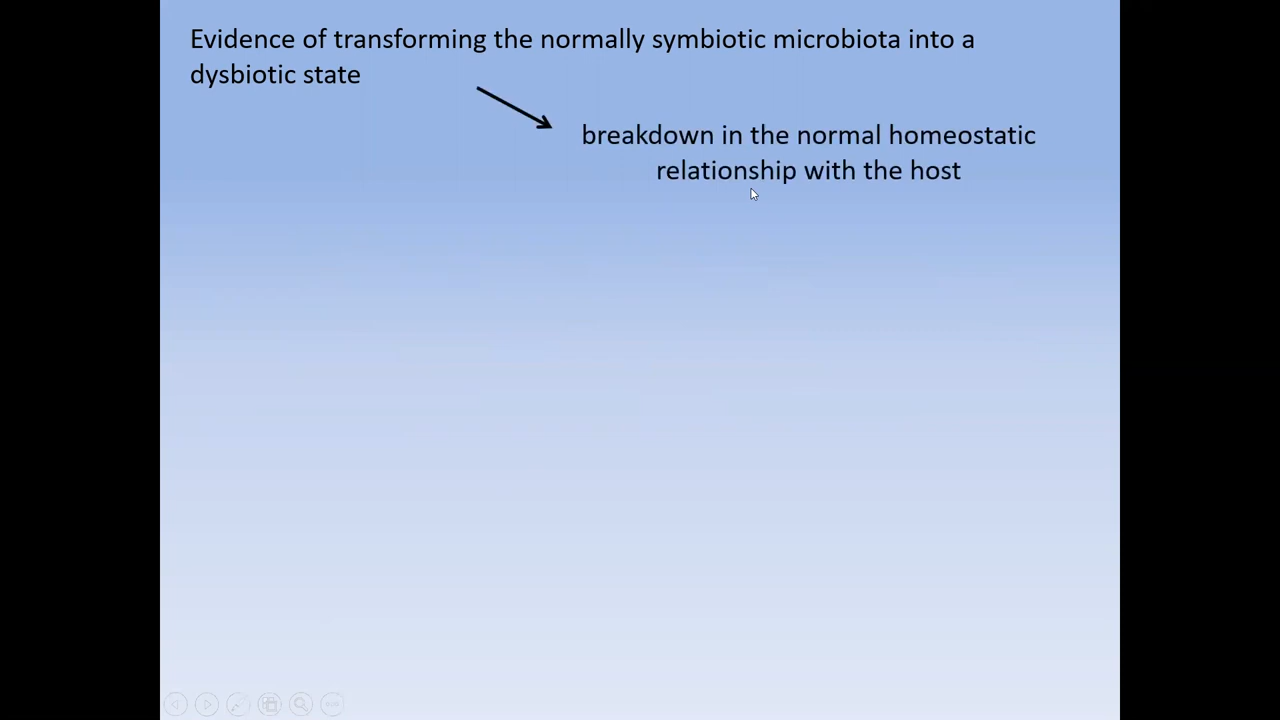 Evidence of transforming the normally symbiotic microbiota into a
dysbiotic state
breakdown in the normal homeostatic
relationship with the host